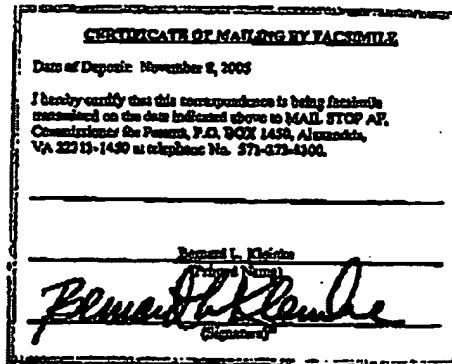 CERTIFICATE OF MAILING BY FACSIMILE
Date of Deposit: November 8, 2005
I hereby certify that this correspondence is being facsimile
transmitted on the date indicated above to MAIL STOP AF,
Commissioner for Patents, P.O. BOX 1450, Alexandria,
VA 22313-1450 at telephone No. 571-273-8300.
Bernard L. Kleinke
(Printed Name)
Bernard L Kleinke
(Signature)